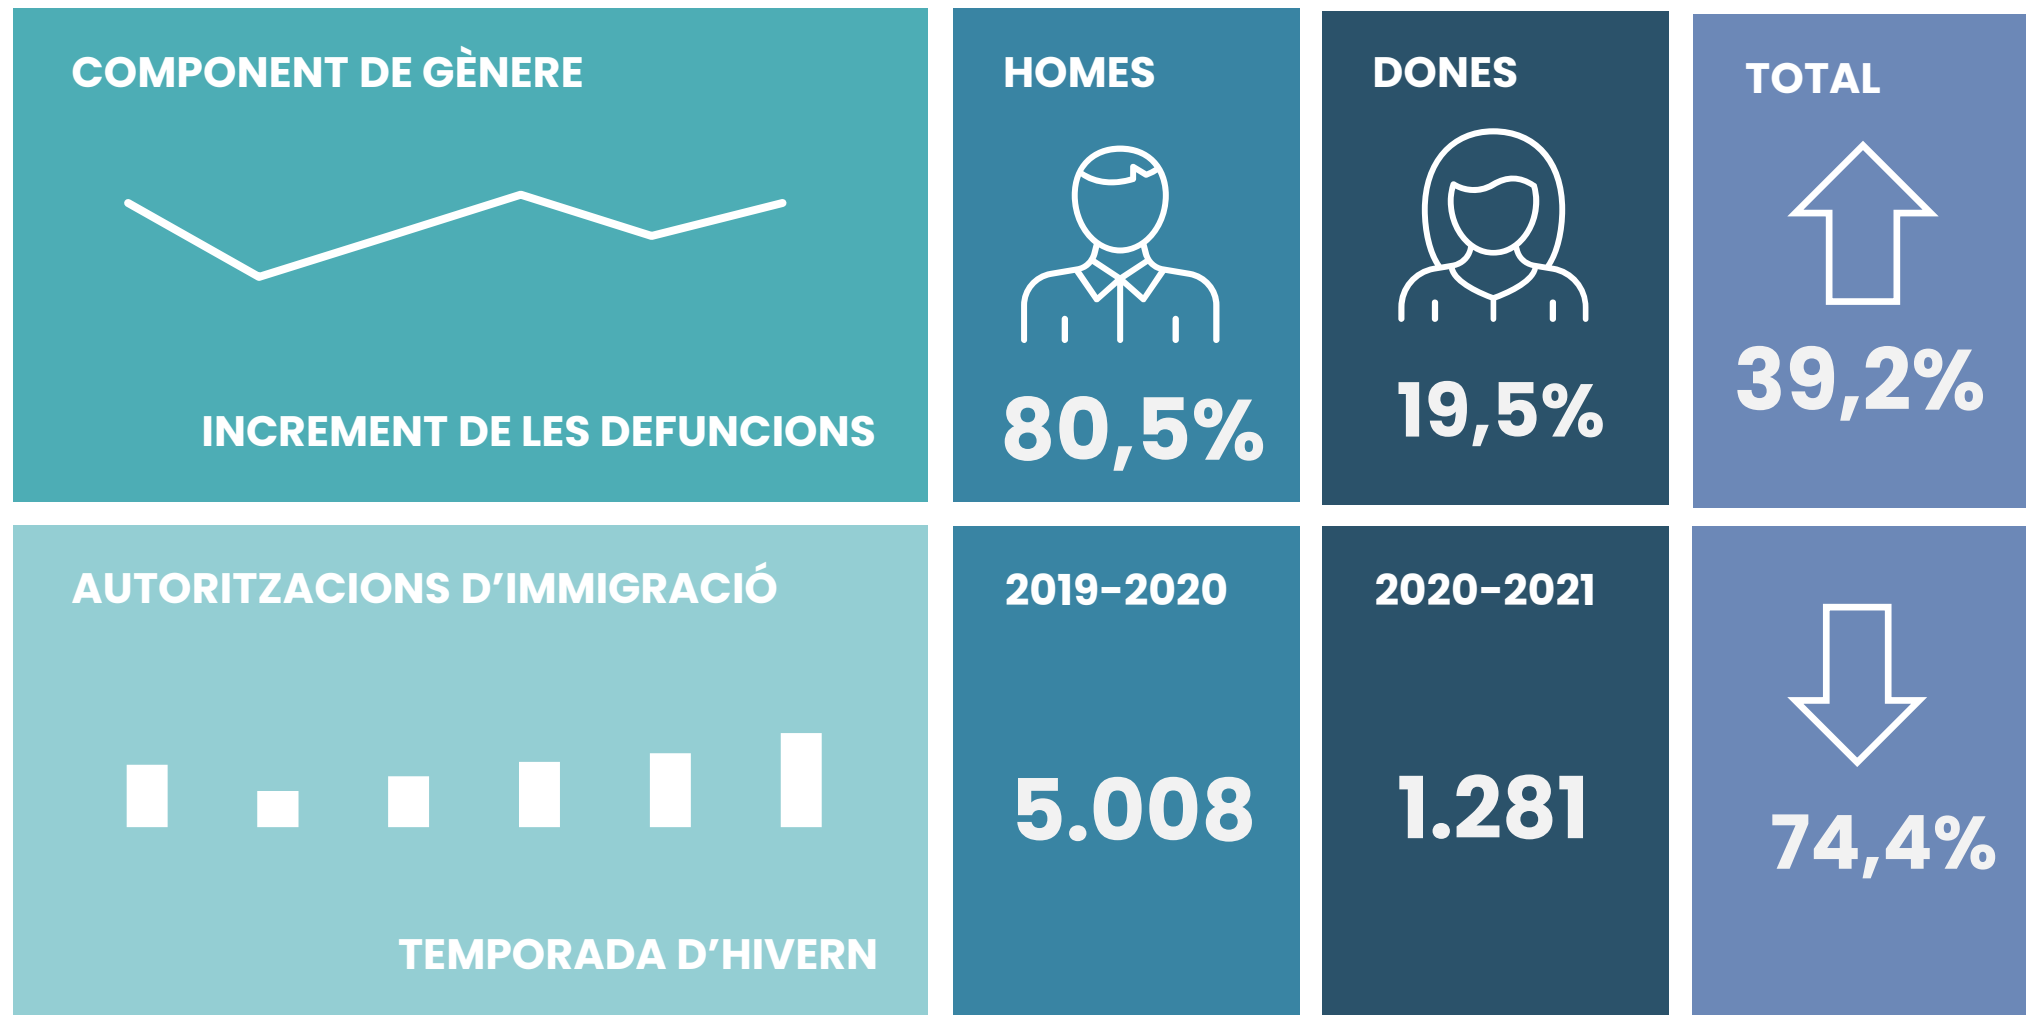 COMPONENT DE GÈNERE
INCREMENT DE LES DEFUNCIONS
HOMES
80,5%
DONES
19,5%
TOTAL
39,2%
AUTORITZACIONS D’IMMIGRACIÓ
TEMPORADA D’HIVERN
2019-2020
5.008
2020-2021
1.281
74,4%